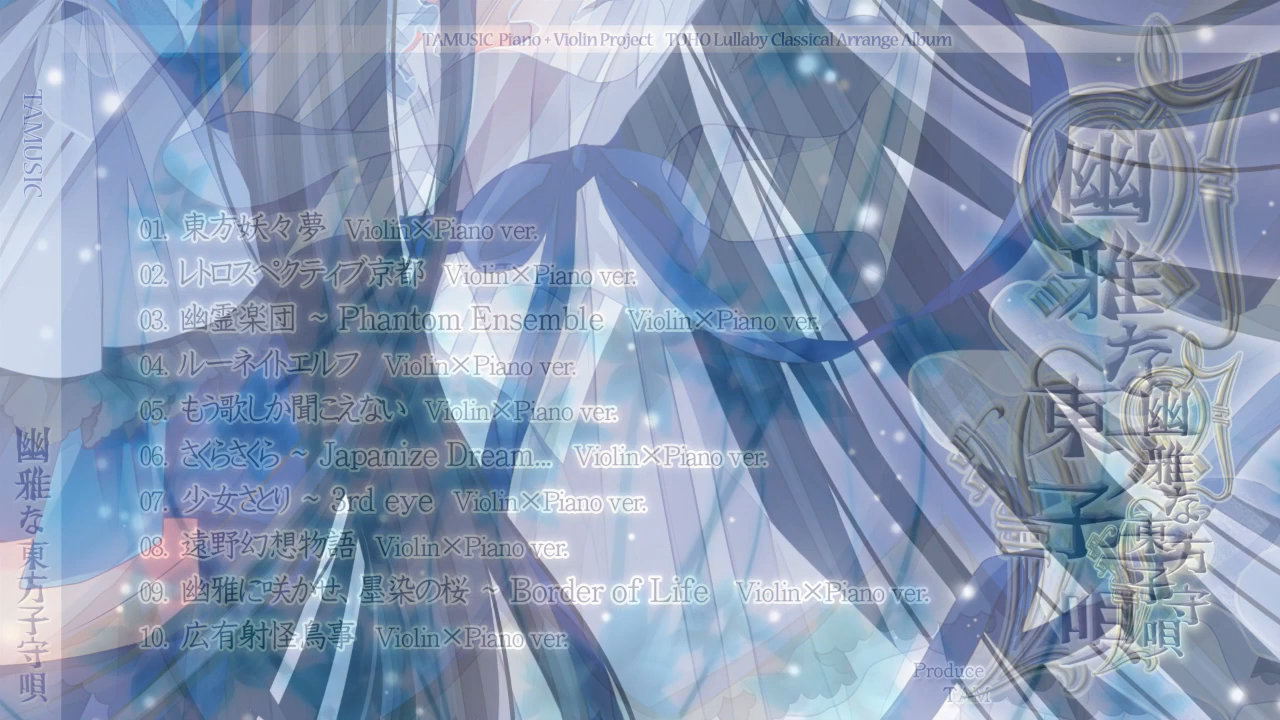 TAMUSIC Piano + Violin Project TOHO Lullaby Classical Arrange Album
TAMUSIC
幽雅な東方子守唄
01. 東方妖々夢 Violin×Piano ver.
02. レトロスペクティブ京都 Violin×Piano ver.
03. 幽霊楽団 ~ Phantom Ensemble Violin×Piano ver.
04. ルーネイトエルフ Violin×Piano ver.
05. もう歌しか聞こえない Violin×Piano ver.
06. さくらさくら ~ Japanize Dream... Violin×Piano ver.
07. 少女さとり ~ 3rd eye Violin×Piano ver.
08. 遠野幻想物語 Violin×Piano ver.
09. 幽雅に咲かせ、墨染の桜 ~ Border of Life Violin×Piano ver.
10. 広有射怪鳥事 Violin×Piano ver.
幽雅な東子唄
幽雅な東方子守唄
Produce
TAM